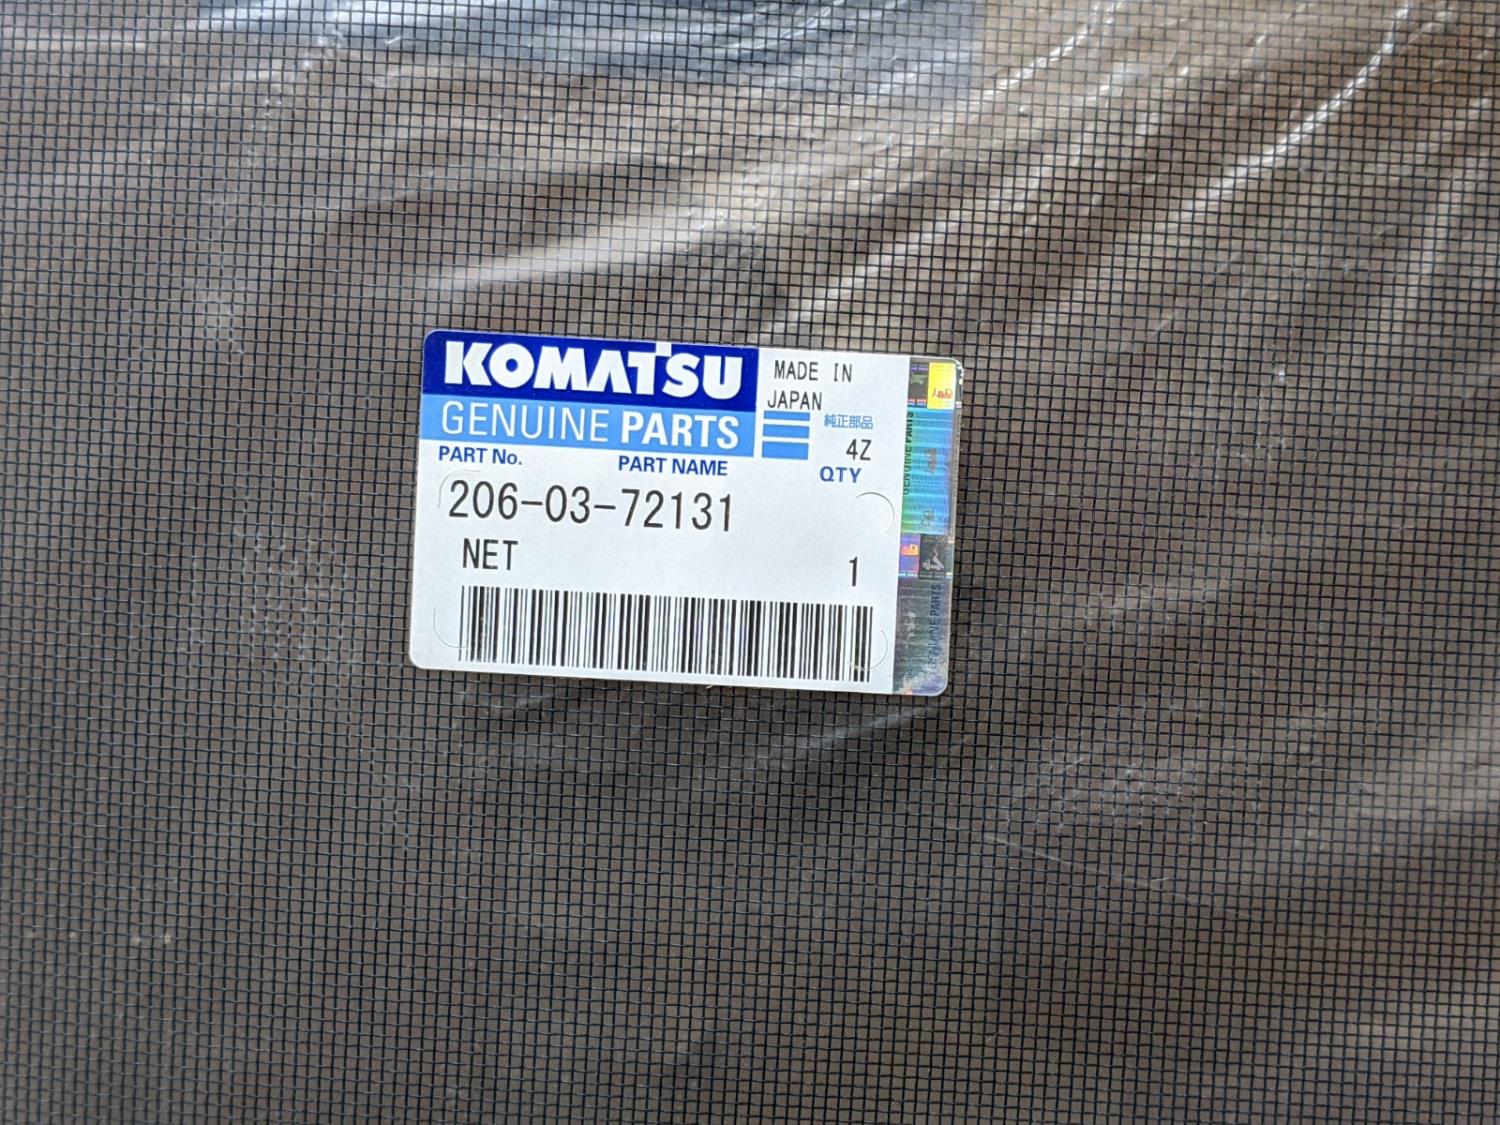 KOMATSU
GENUINE PARTS
MADE IN
JAPAN
純正部品
4Z
PART No.
PART NAME
QTY
206-03-72131
NET
1
GENUINE PARTS
GENUINE PARTS